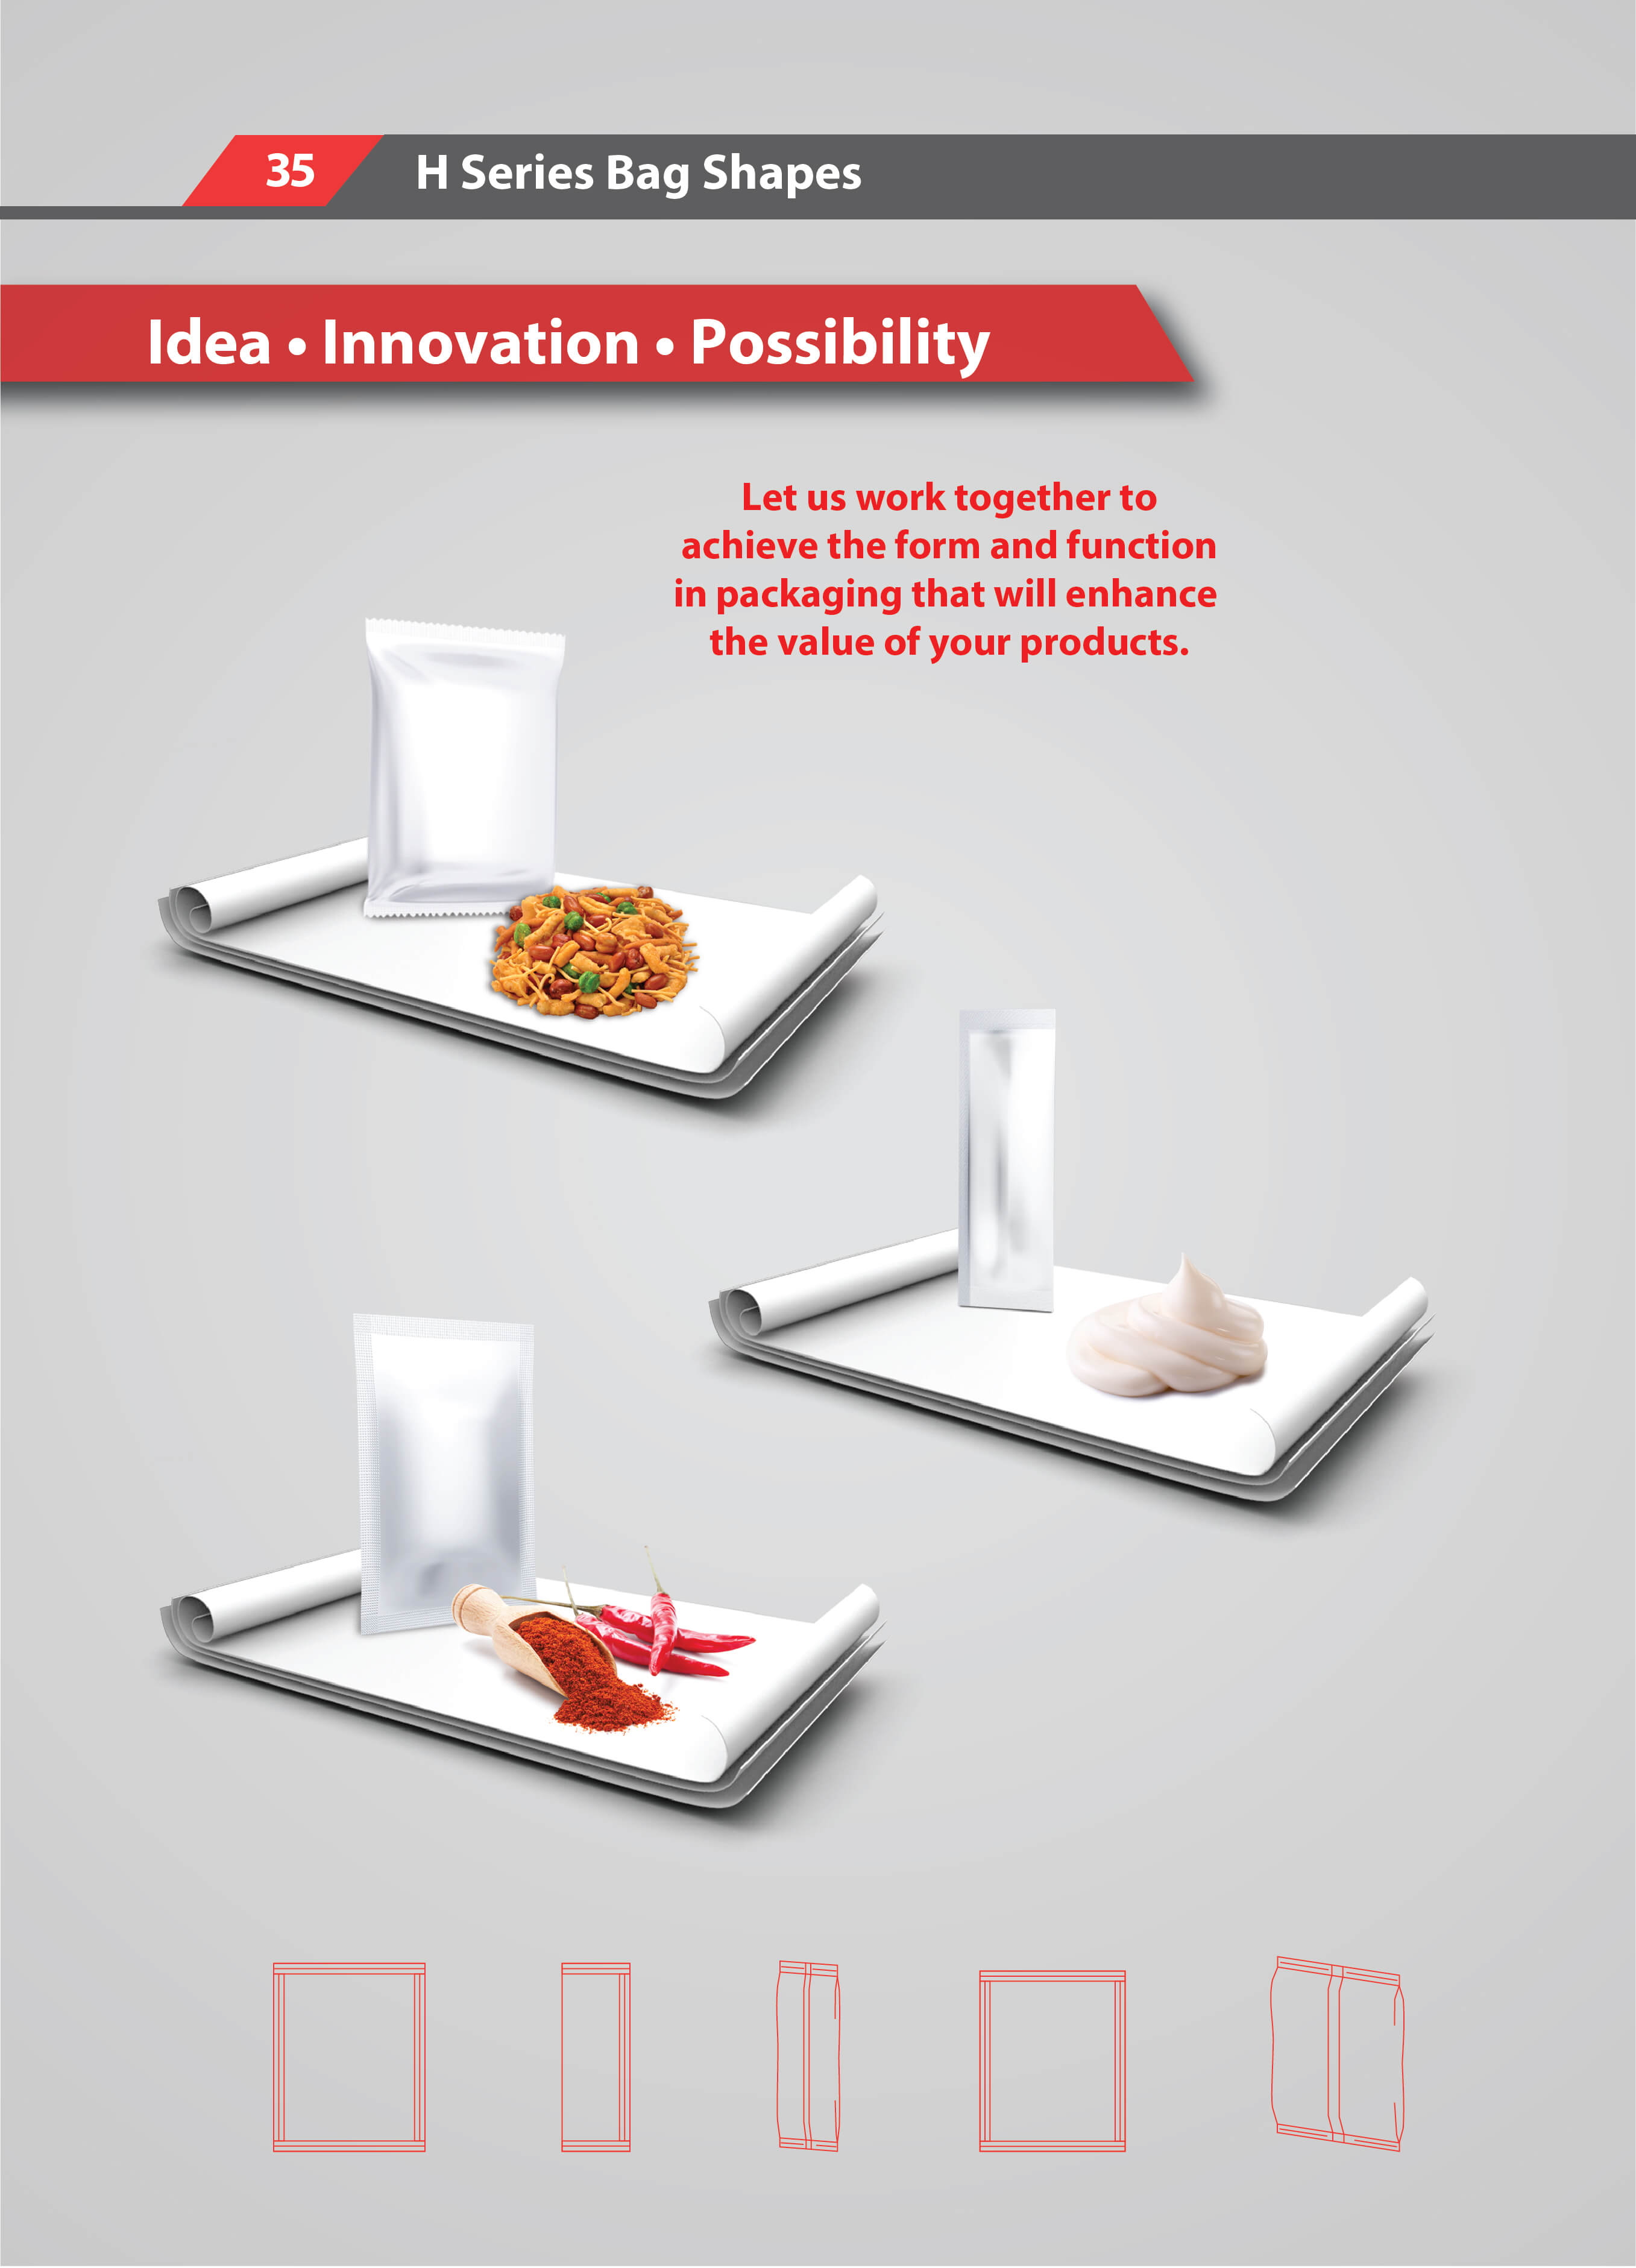 35
H Series Bag Shapes
Idea • Innovation • Possibility
Let us work together to
achieve the form and function
in packaging that will enhance
the value of your products.